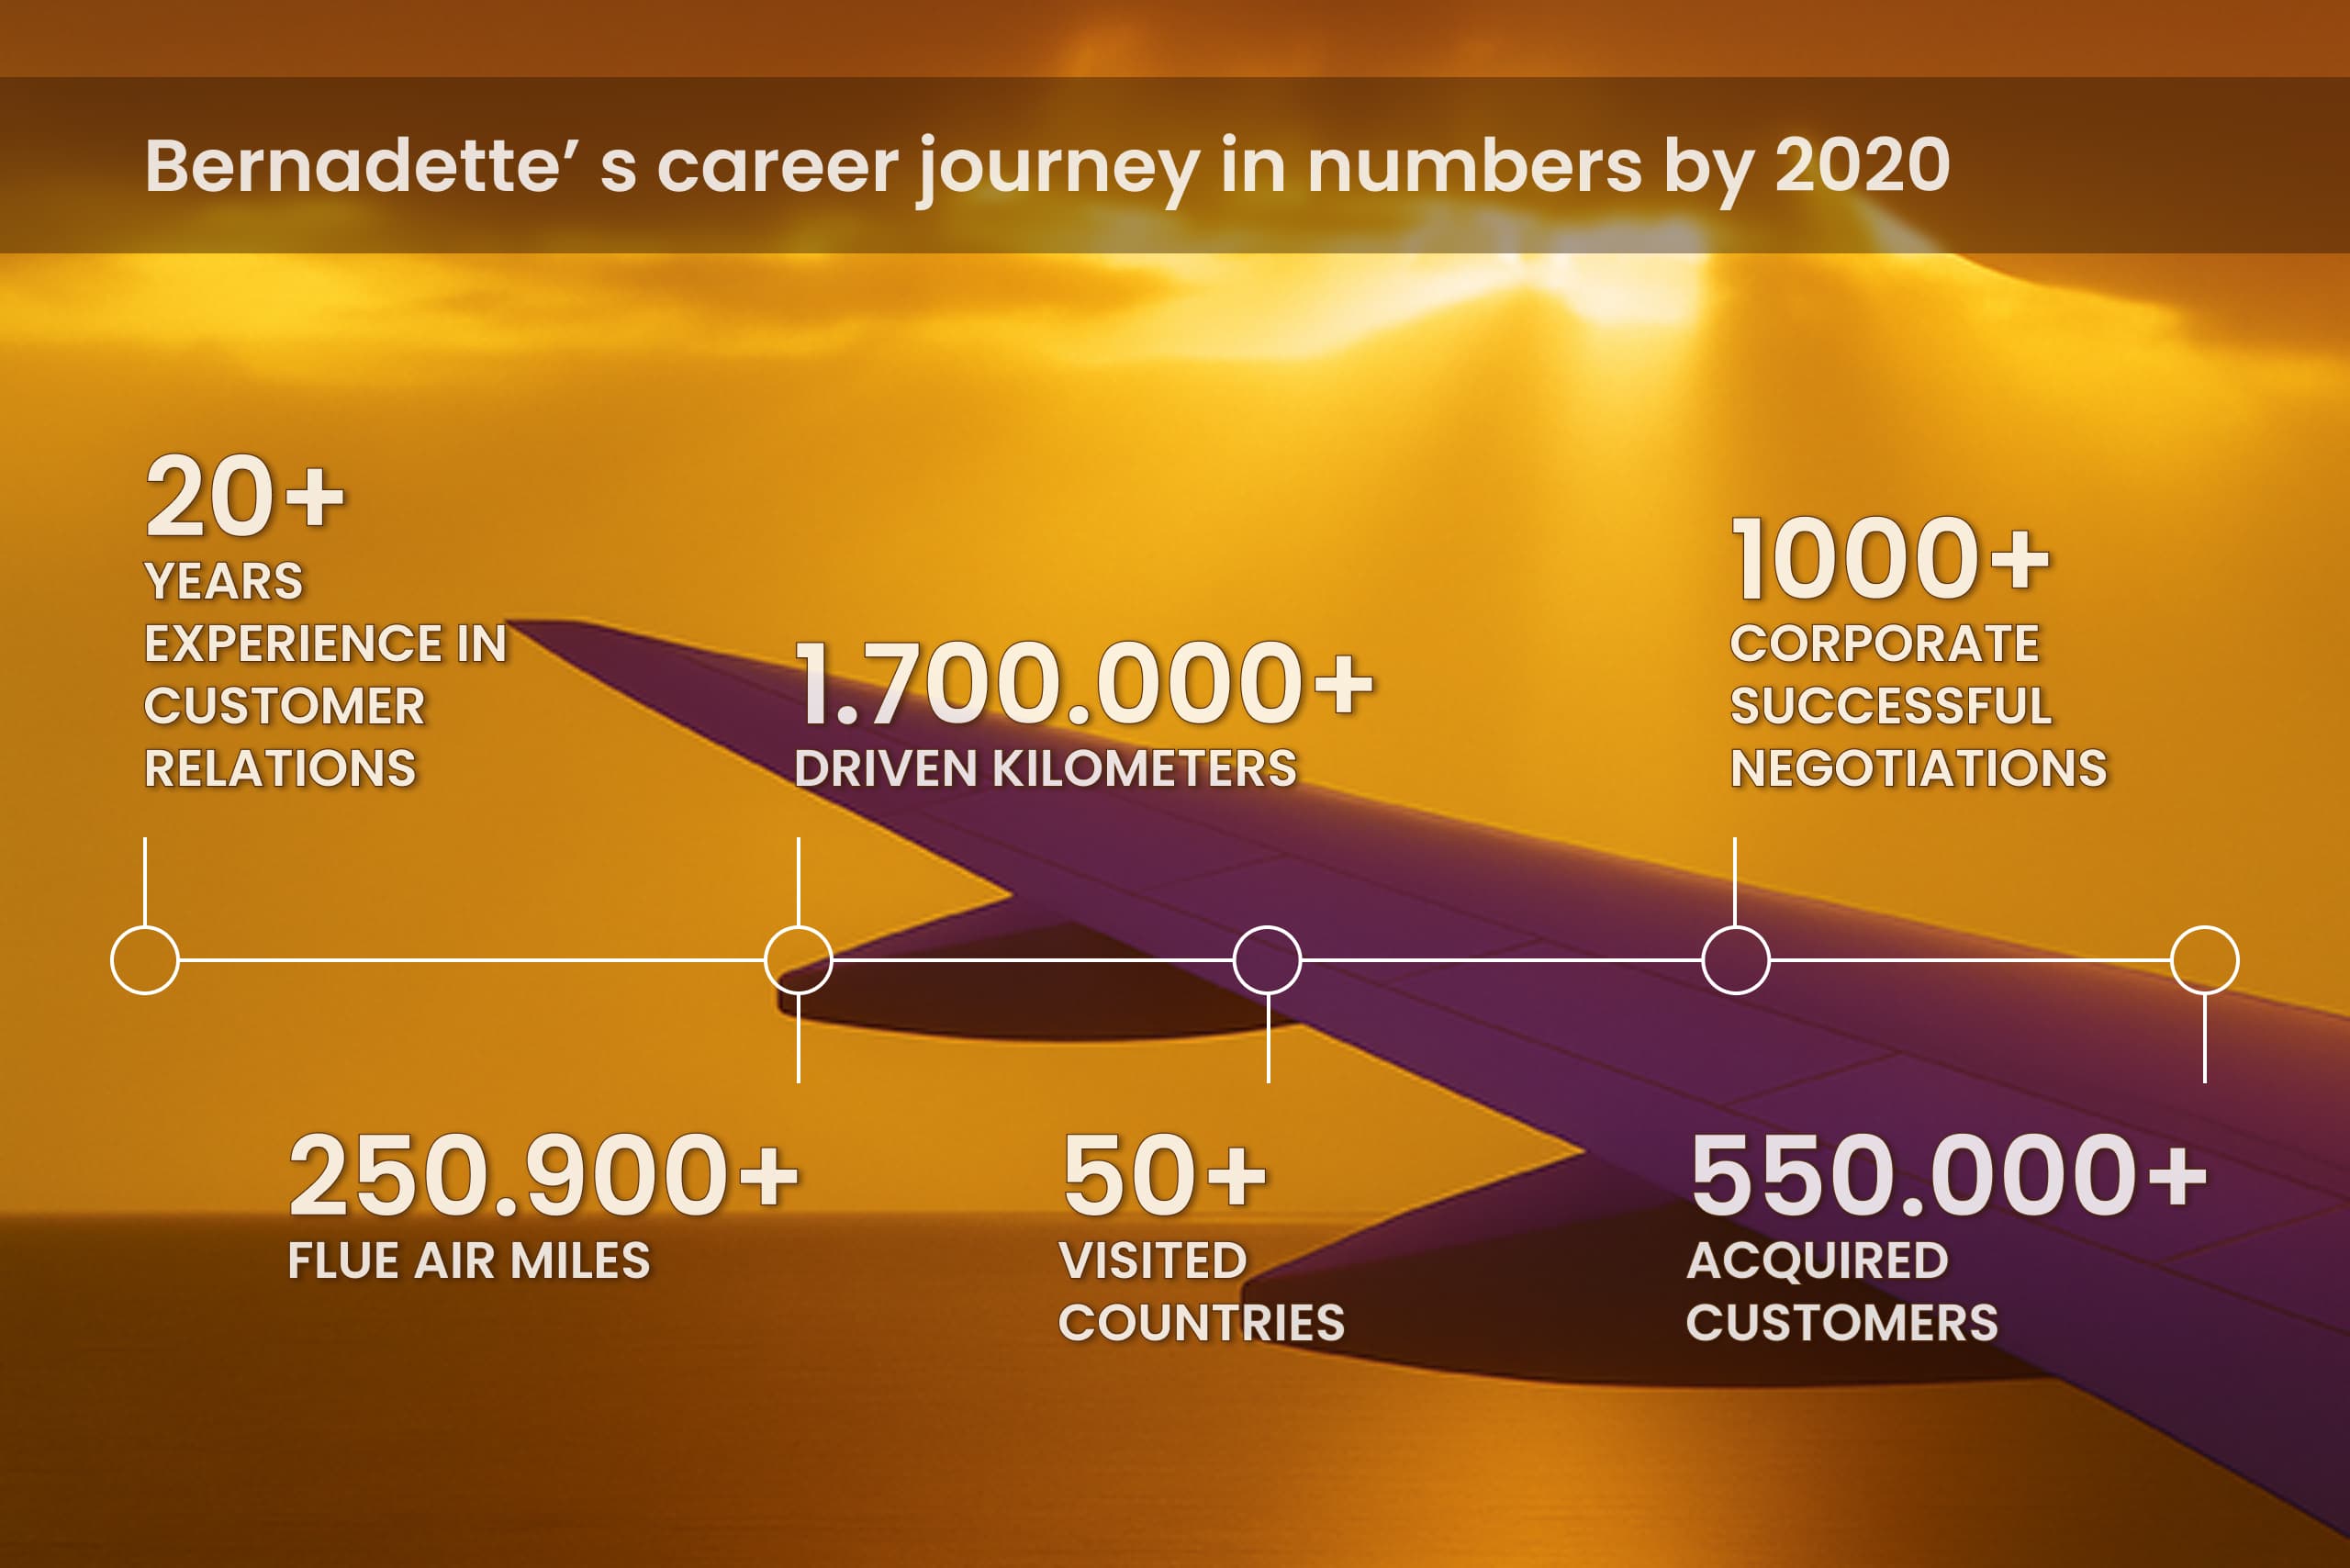 Bernadette’ s career journey in numbers by 2020
20+
YEARS
EXPERIENCE IN
CUSTOMER
RELATIONS
1.700.000+
DRIVEN KILOMETERS
1000+
CORPORATE
SUCCESSFUL
NEGOTIATIONS
250.900+
FLUE AIR MILES
50+
VISITED
COUNTRIES
550.000+
ACQUIRED
CUSTOMERS